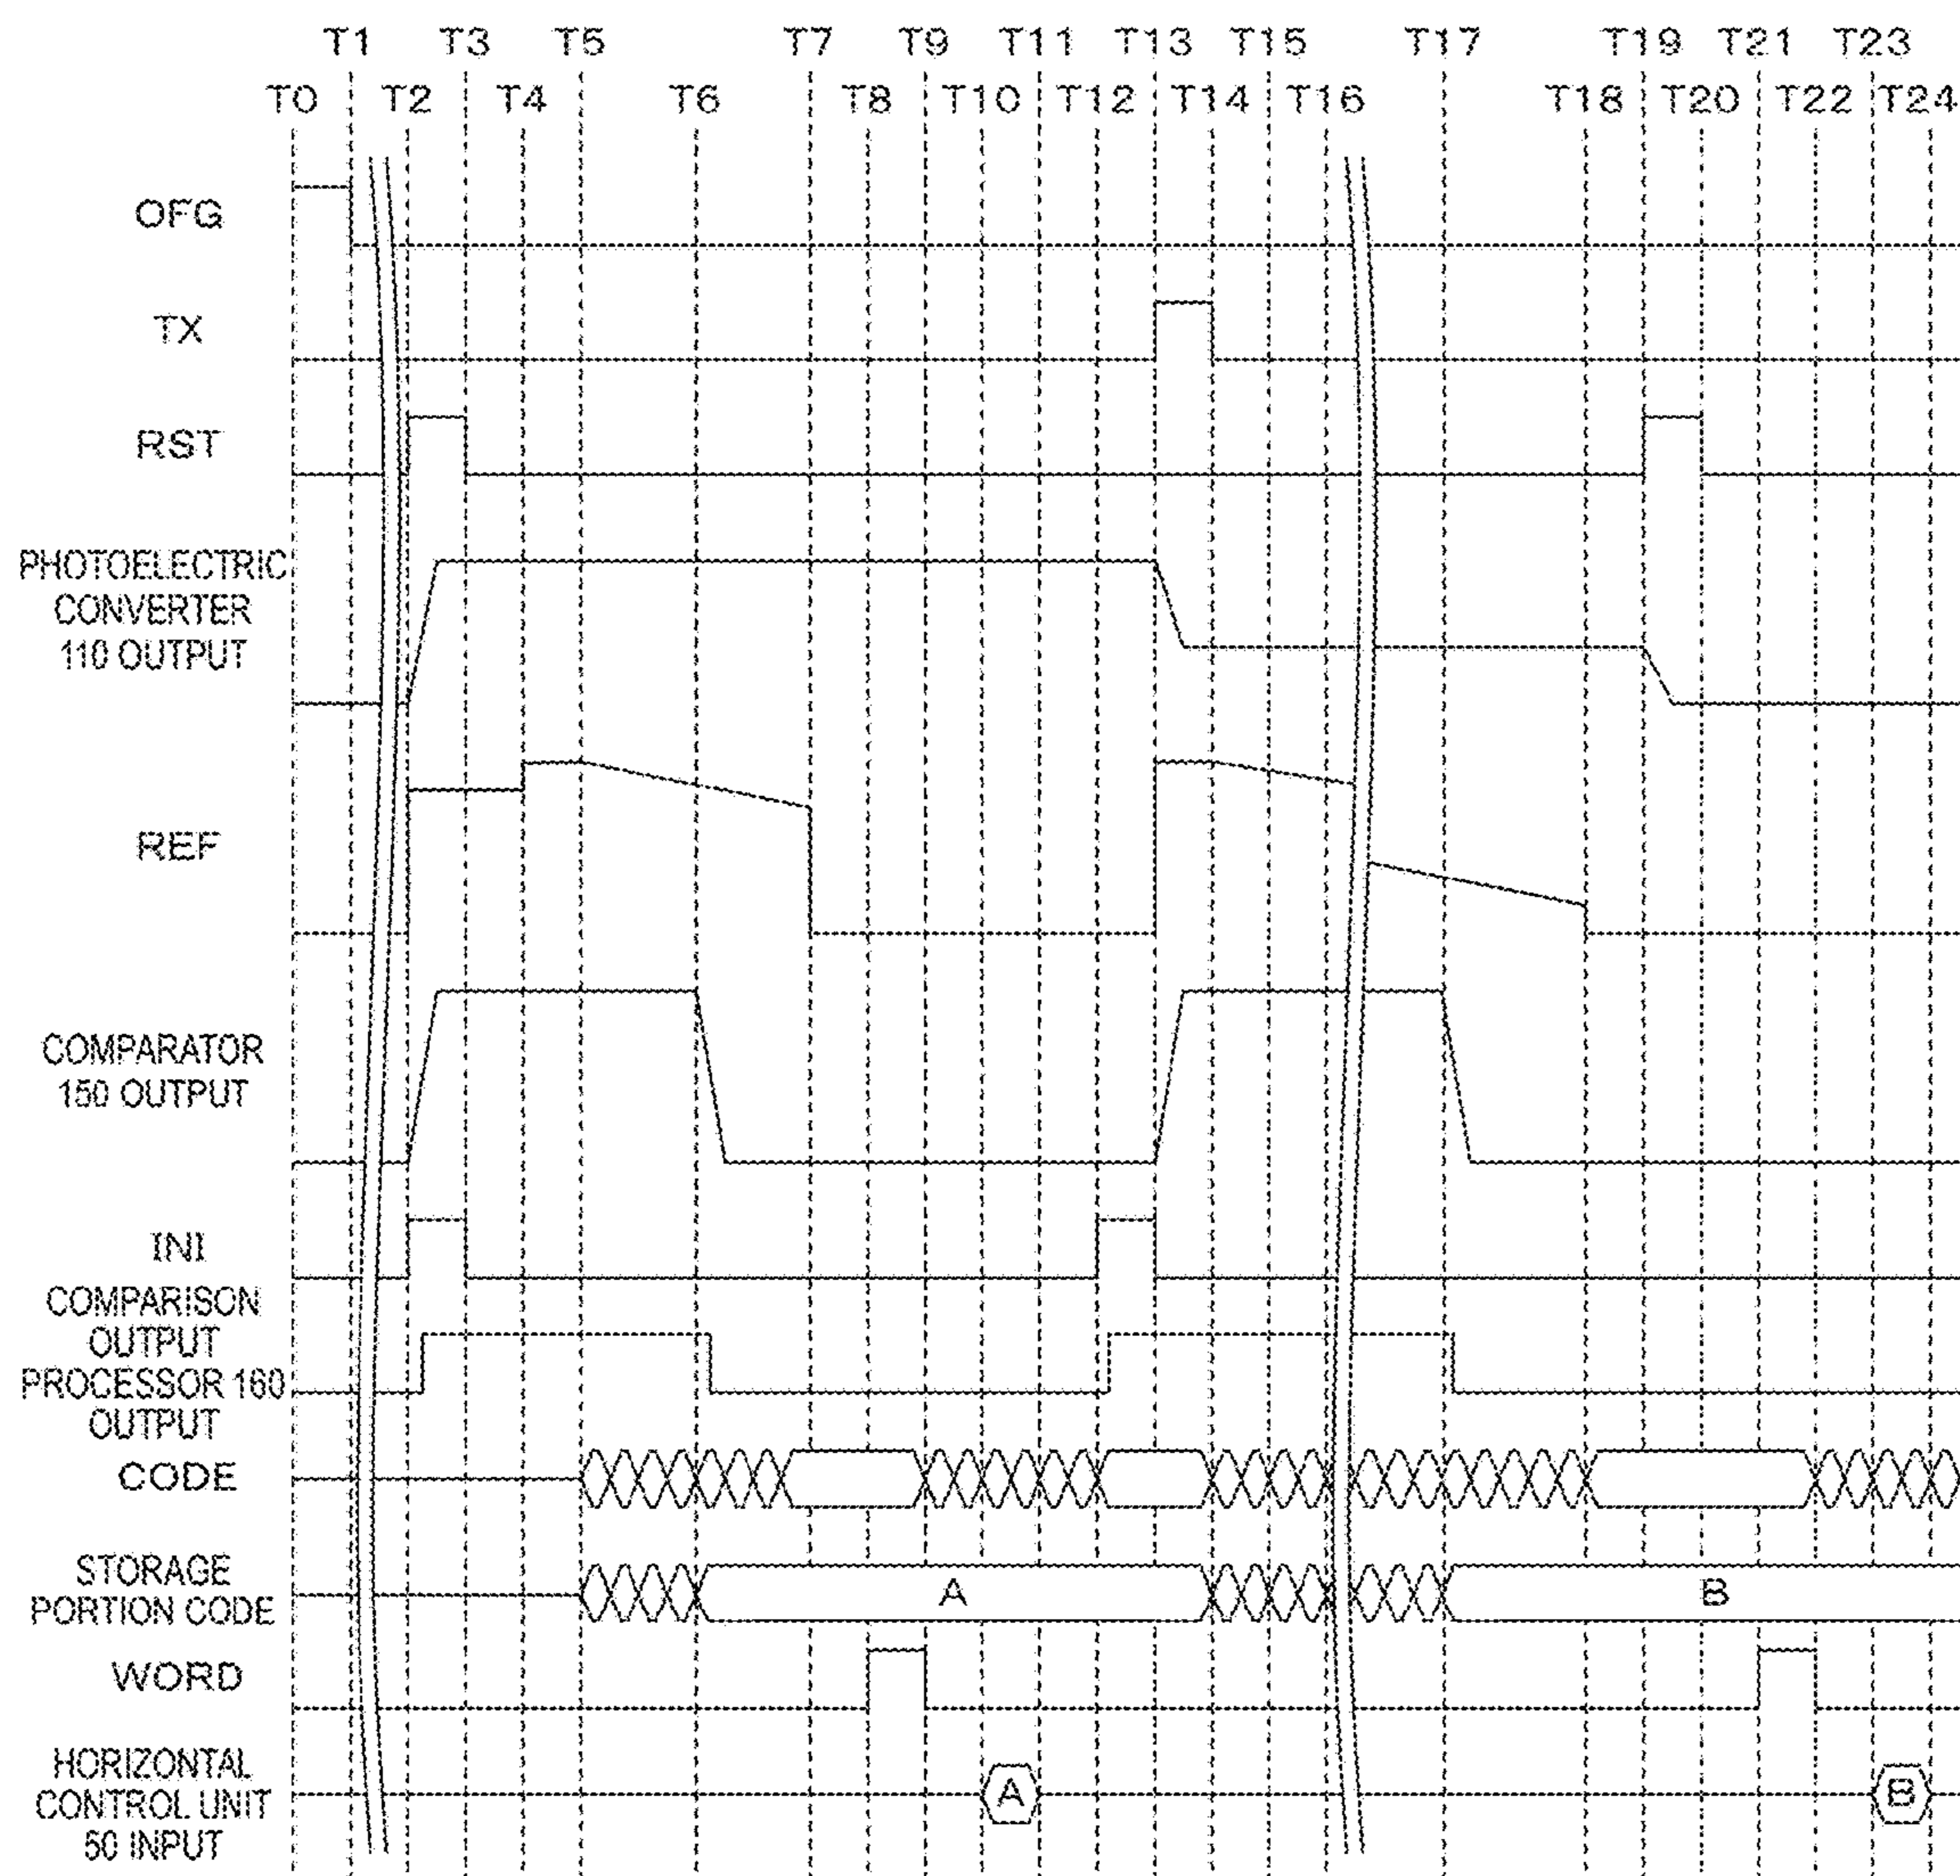 T1 T3 T5 T7 T9 T11 T13 T15 T17 T19 T21 T23
T0 T2 T4 T6 T8 T10 T12 T14 T16 T18 T20 T22 T24
OFG
TX
RST
PHOTOELECTRIC
CONVERTER
110 OUTPUT
REF
COMPARATOR
150 OUTPUT
INI
COMPARISON
OUTPUT
PROCESSOR 160
OUTPUT
CODE
STORAGE
PORTION CODE
A B
WORD
HORIZONTAL
CONTROL UNIT
50 INPUT
A B